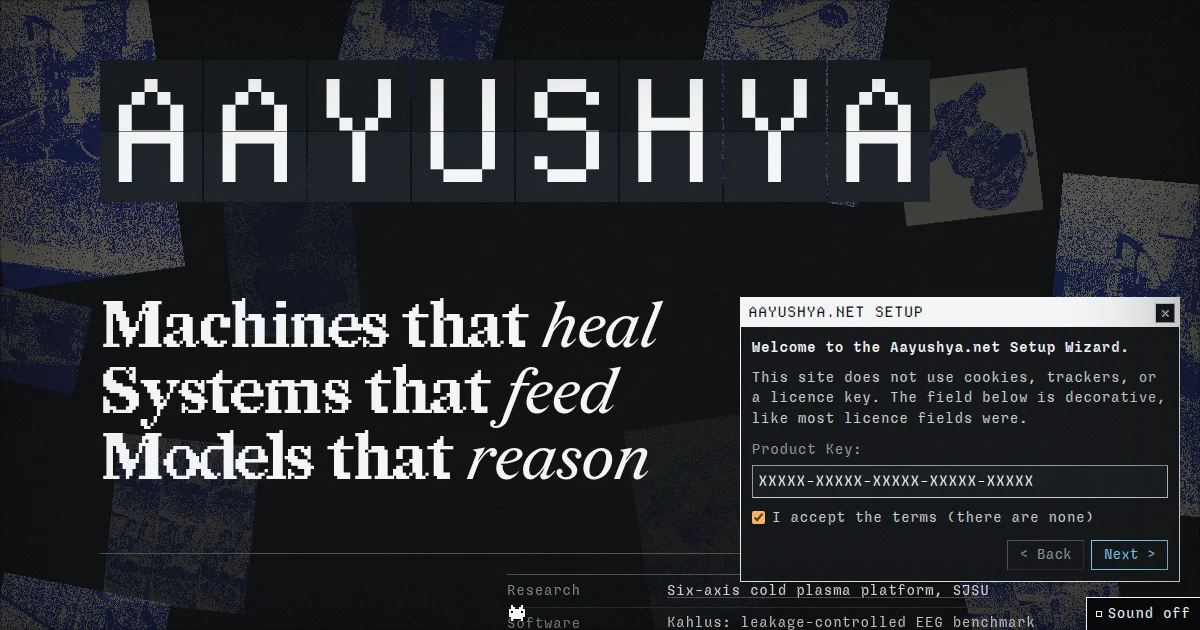 AAYUSHYA
Machines that heal
Systems that feed
Models that reason
AAYUSHYA.NET SETUP
Welcome to the Aayushya.net Setup Wizard.
This site does not use cookies, trackers, or
a licence key. The field below is decorative,
like most licence fields were.
Product Key:
XXXXX-XXXXX-XXXXX-XXXXX-XXXXX
I accept the terms (there are none)
< Back Next >
Research Six-axis cold plasma platform, SJSU
Software Kahlus: leakage-controlled EEG benchmark
Sound off